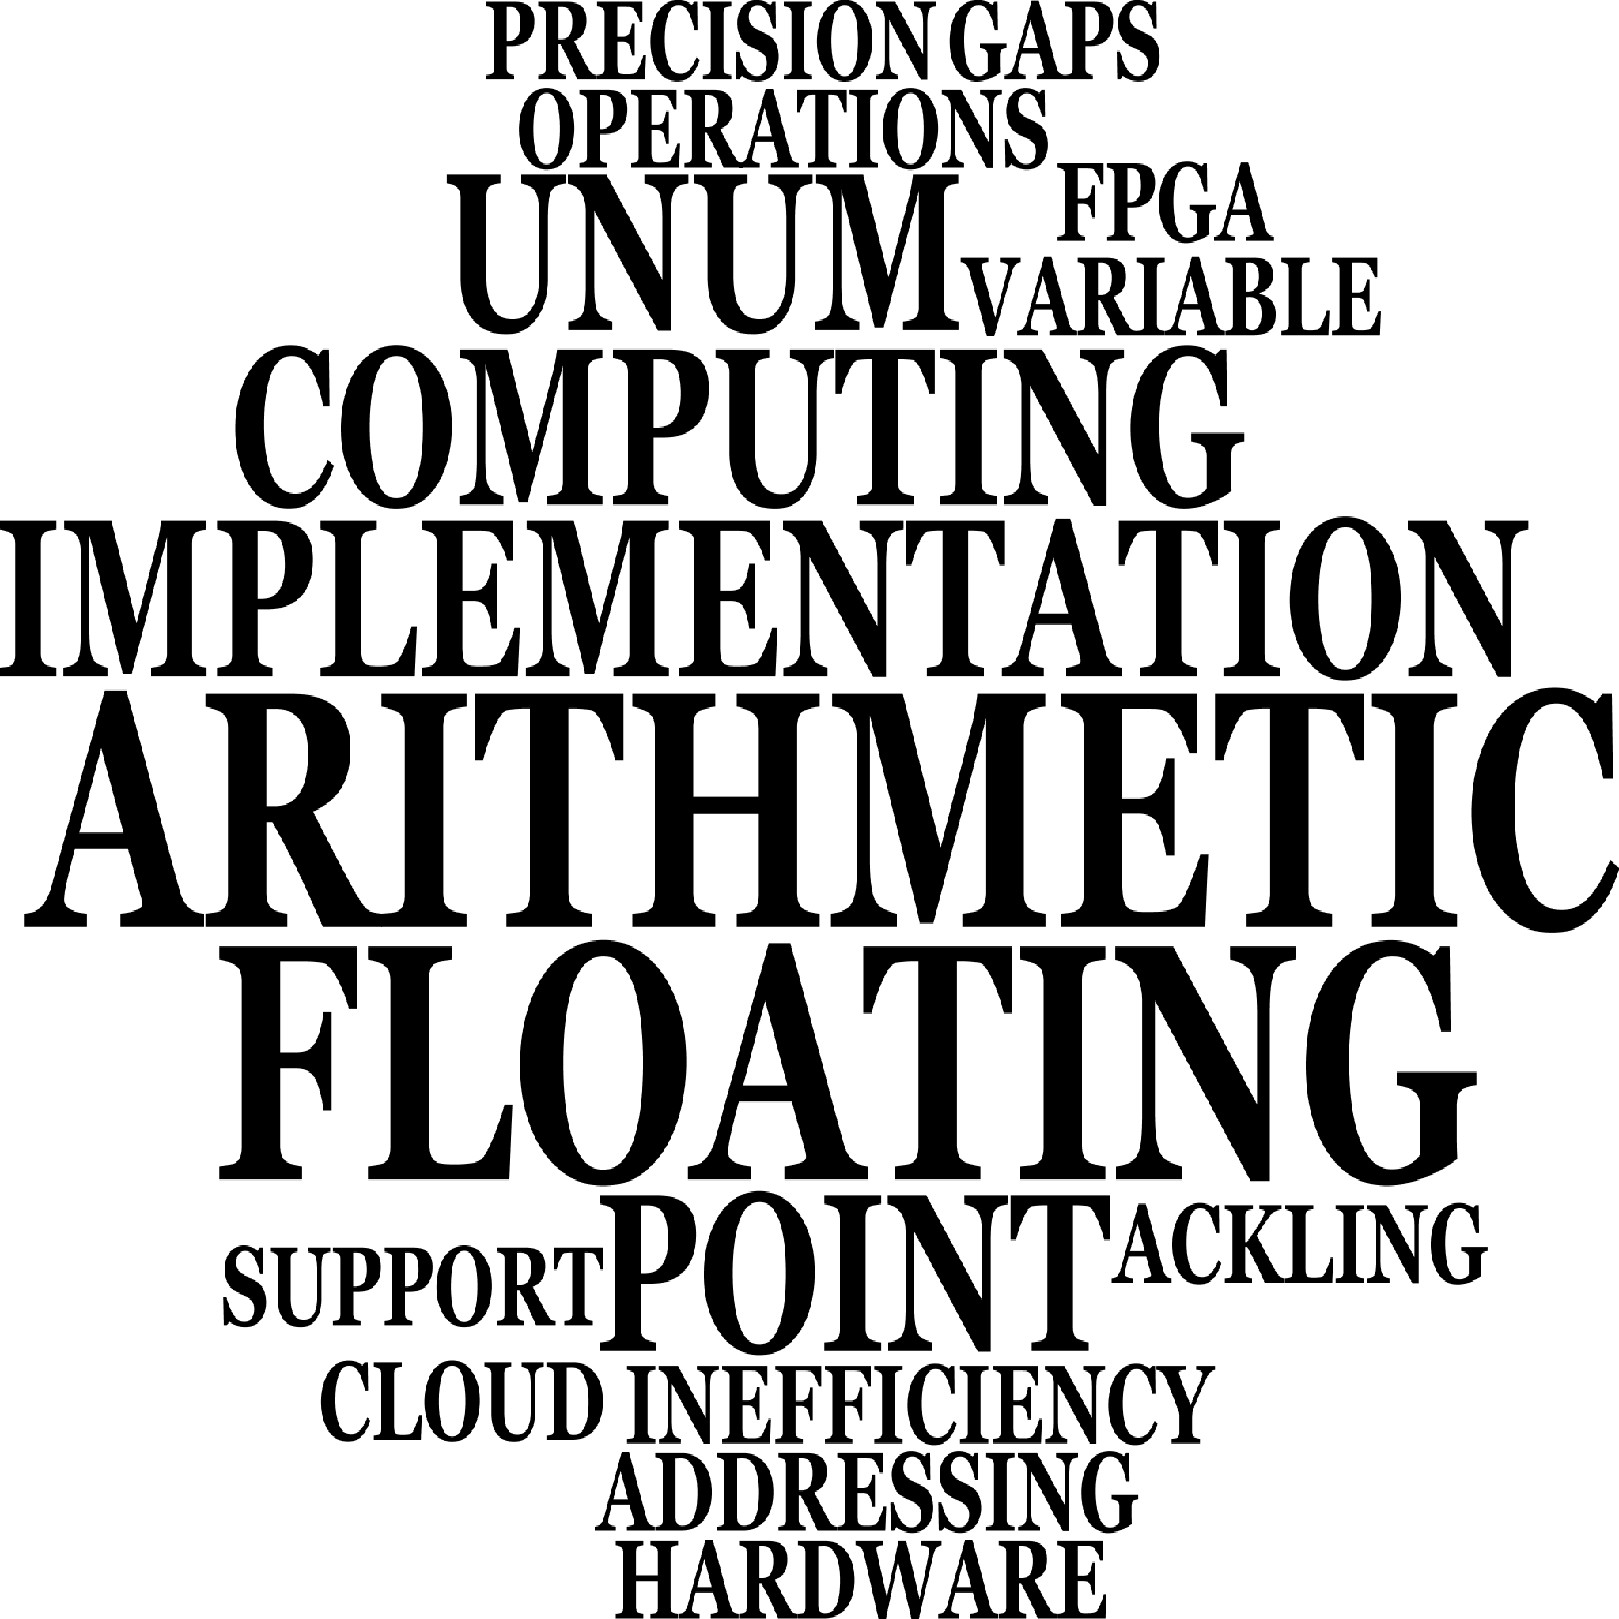 PRECISION GAPS
OPERATIONS
UNUM FPGA
VARIABLE
COMPUTING
IMPLEMENTATION
ARITHMETIC
FLOATING
SUPPORT POINT ACKLING
CLOUD INEFFICIENCY
ADDRESSING
HARDWARE